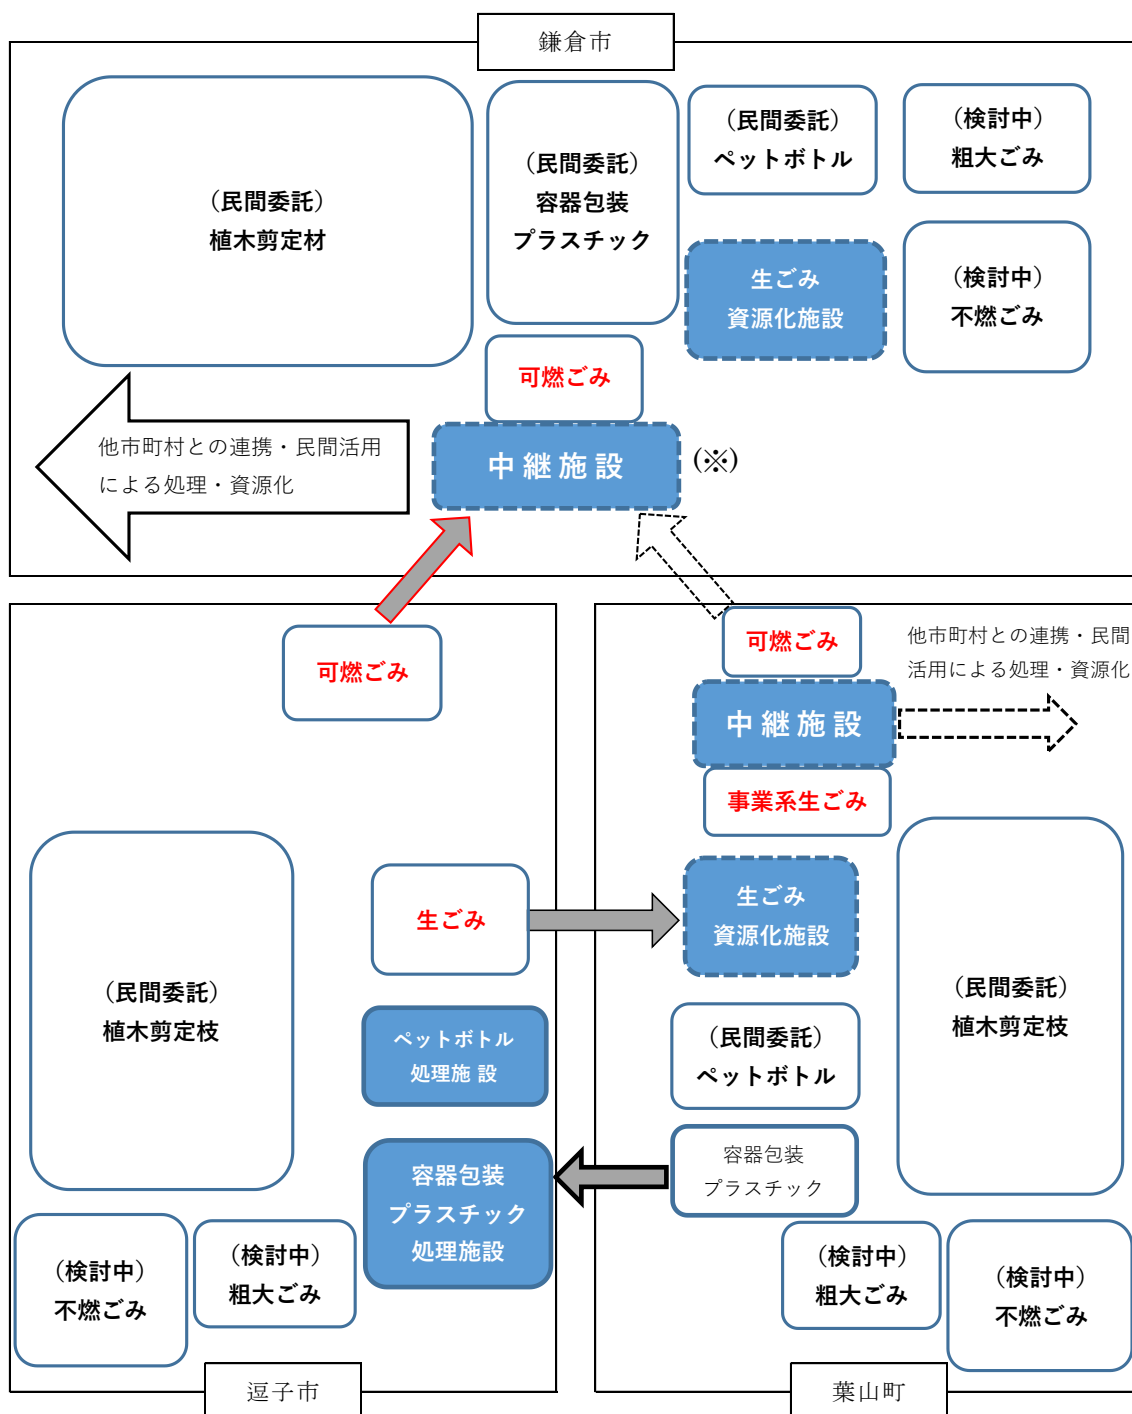 鎌倉市
（民間委託）
植木剪定材
（民間委託）
容器包装
プラスチック
（民間委託）
ペットボトル
（検討中）
粗大ごみ
生ごみ
資源化施設
（検討中）
不燃ごみ
可燃ごみ
中継施設
(※)
他市町村との連携・民間活用
による処理・資源化
可燃ごみ
可燃ごみ
中継施設
事業系生ごみ
他市町村との連携・民間
活用による処理・資源化
（民間委託）
植木剪定枝
生ごみ
生ごみ
資源化施設
（民間委託）
植木剪定枝
ペットボトル
処理施 設
（民間委託）
ペットボトル
容器包装
プラスチック
処理施設
容器包装
プラスチック
（検討中）
不燃ごみ
（検討中）
粗大ごみ
（検討中）
粗大ごみ
（検討中）
不燃ごみ
逗子市
葉山町